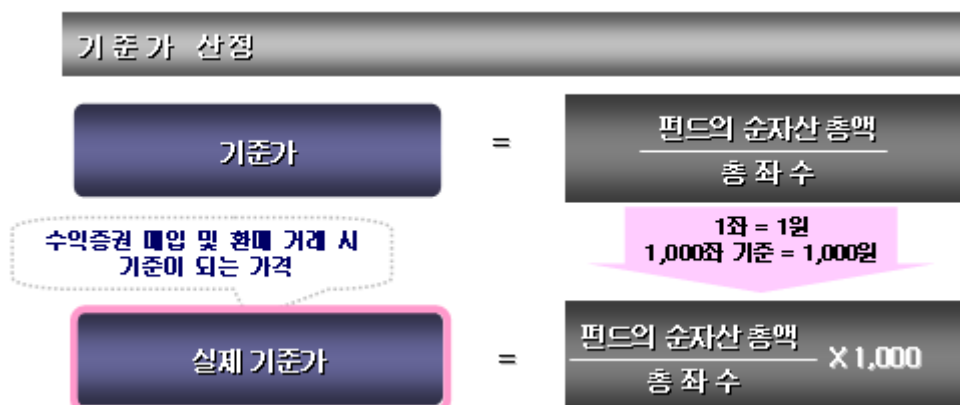 기준가 산정
기준가
=
펀드의 순자산 총액
총 좌 수
수익증권 매입 및 환매 거래 시
기준이 되는 가격
1좌 = 1원
1,000좌 기준 = 1,000원
실제 기준가
=
펀드의 순자산 총액
총 좌 수
X 1,000